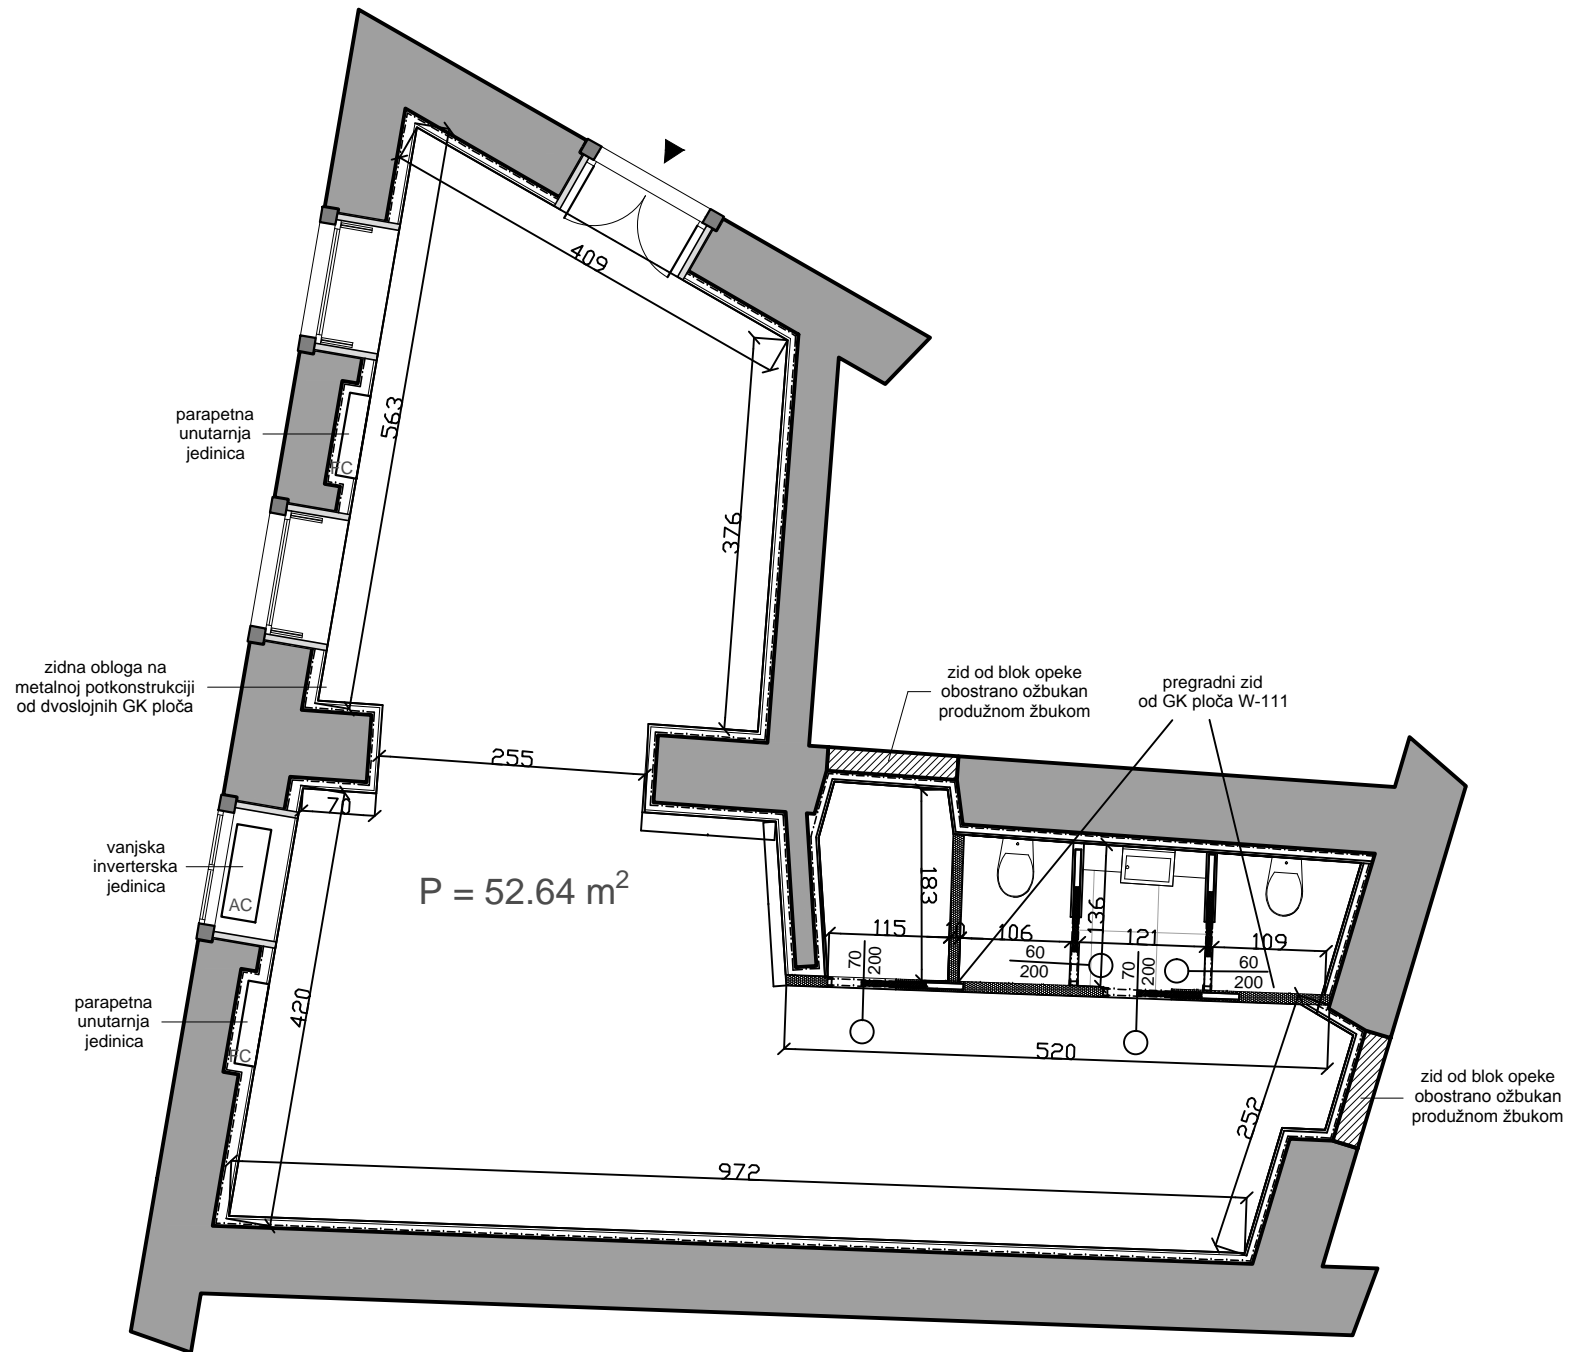 409
563
parapetna
unutarnja
jedinica
376
zidna obloga na
metalnoj potkonstrukciji
od dvoslojnih GK ploča
zid od blok opeke
obostrano ožbukan
produžnom žbukom
pregradni zid
od GK ploča W-111
255
70
vanjska
inverterska
jedinica
AC
P = 52.64 m²
183
136
115
106
121
109
70
200
60
200
70
200
60
200
parapetna
unutarnja
jedinica
420
520
252
zid od blok opeke
obostrano ožbukan
produžnom žbukom
972